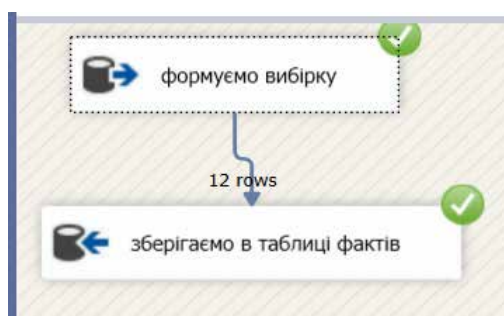 формуємо вибірку
12 rows
зберігаємо в таблиці фактів